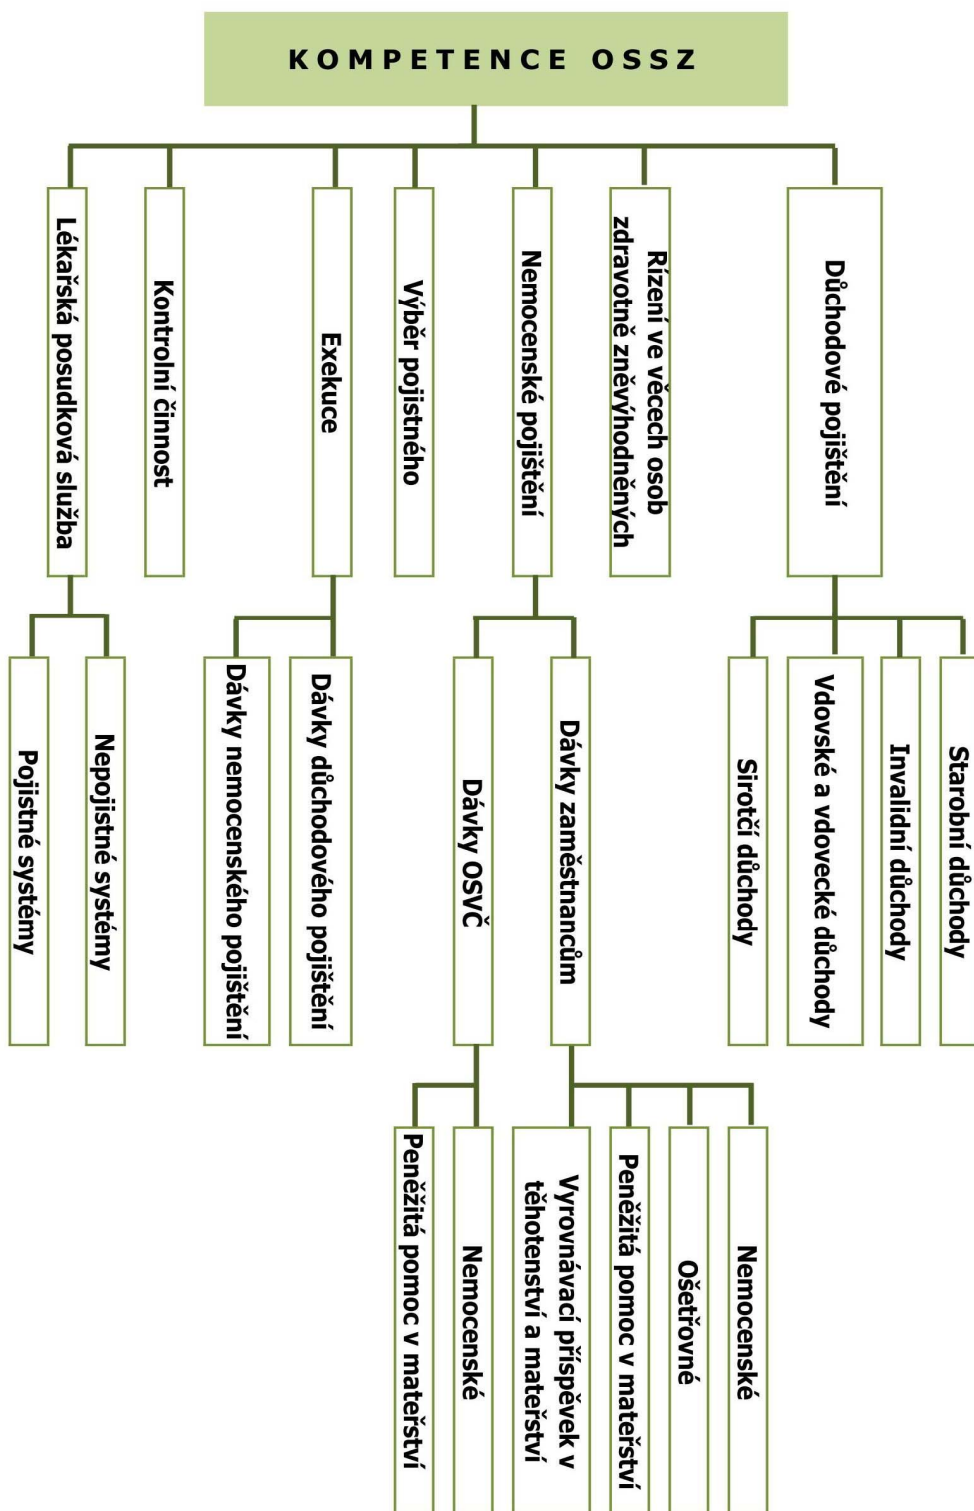 KOMPETENCE OSSZ
Důchodové pojištění
Rízení ve věcech osob
zdravotně zněvýhodněných
Nemocenské pojištění
Výběr pojistného
Exekuce
Kontrolní činnost
Lékařská posudková služba
Starobní důchody
Invalidní důchody
Vdovské a vdovecké důchody
Sirotčí důchody
Dávky zaměstnancům
Dávky OSVČ
Dávky důchodového pojištění
Dávky nemocenského pojištění
Nepojistné systémy
Pojistné systémy
Nemocenské
Ošetřovné
Peněžitá pomoc v mateřství
Vyrovnávací příspěvek v
těhotenství a mateřství
Nemocenské
Peněžitá pomoc v mateřství